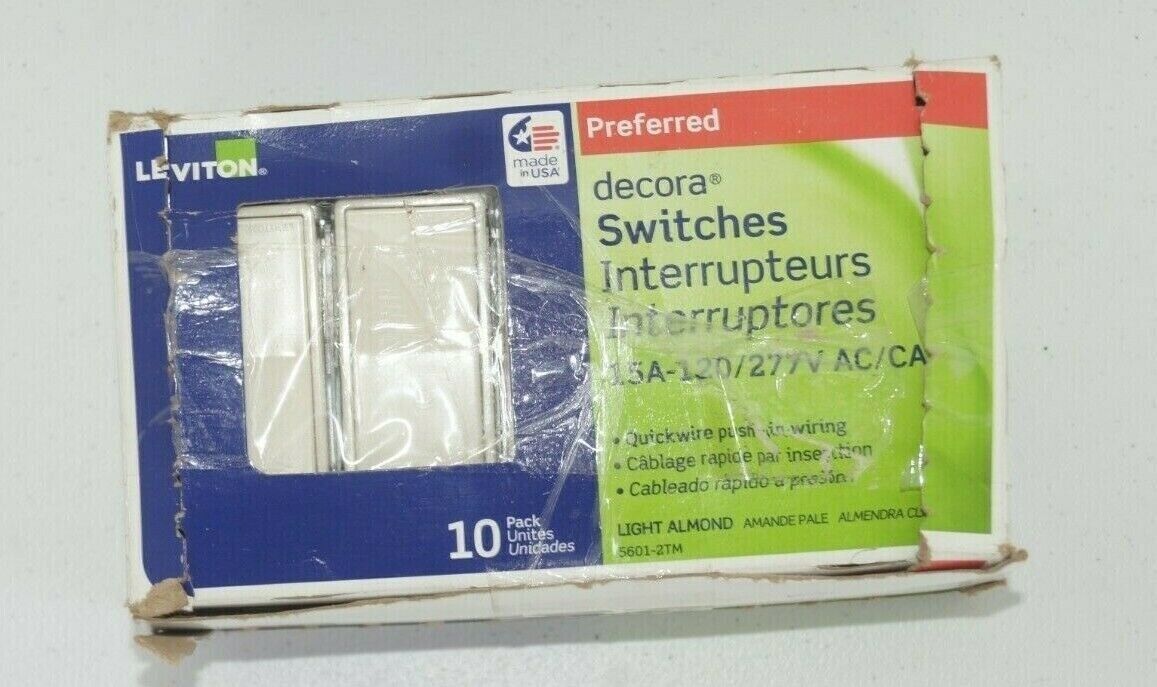 LEVITON®
made
in USA
Preferred
decora®
Switches
Interrupteurs
Interruptores
15A-120/277V AC/CA
• Quickwire push-in wiring
• Câblage rapide par insertion
• Cableado rápido a presión
LIGHT ALMOND AMANDE PALE ALMENDRA
5601-2TM
10 Pack
Unités
Unidades